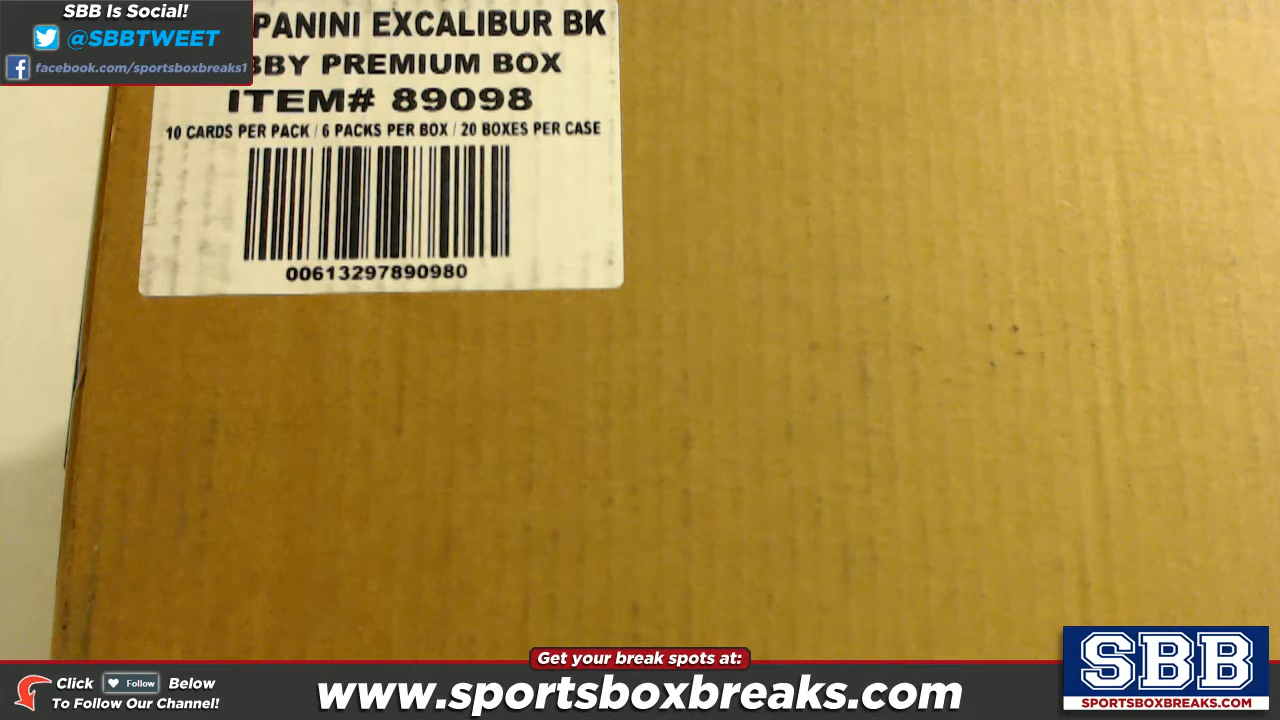 SBB Is Social!
@SBBTWEET
facebook.com/sportsboxbreaks1
PANINI EXCALIBUR BK
BBY PREMIUM BOX
ITEM# 89098
10 CARDS PER PACK / 6 PACKS PER BOX / 20 BOXES PER CASE
00613297890980
Get your break spots at:
Click Follow Below
To Follow Our Channel!
www.sportsboxbreaks.com
SBB
SPORTSBOXBREAKS.COM